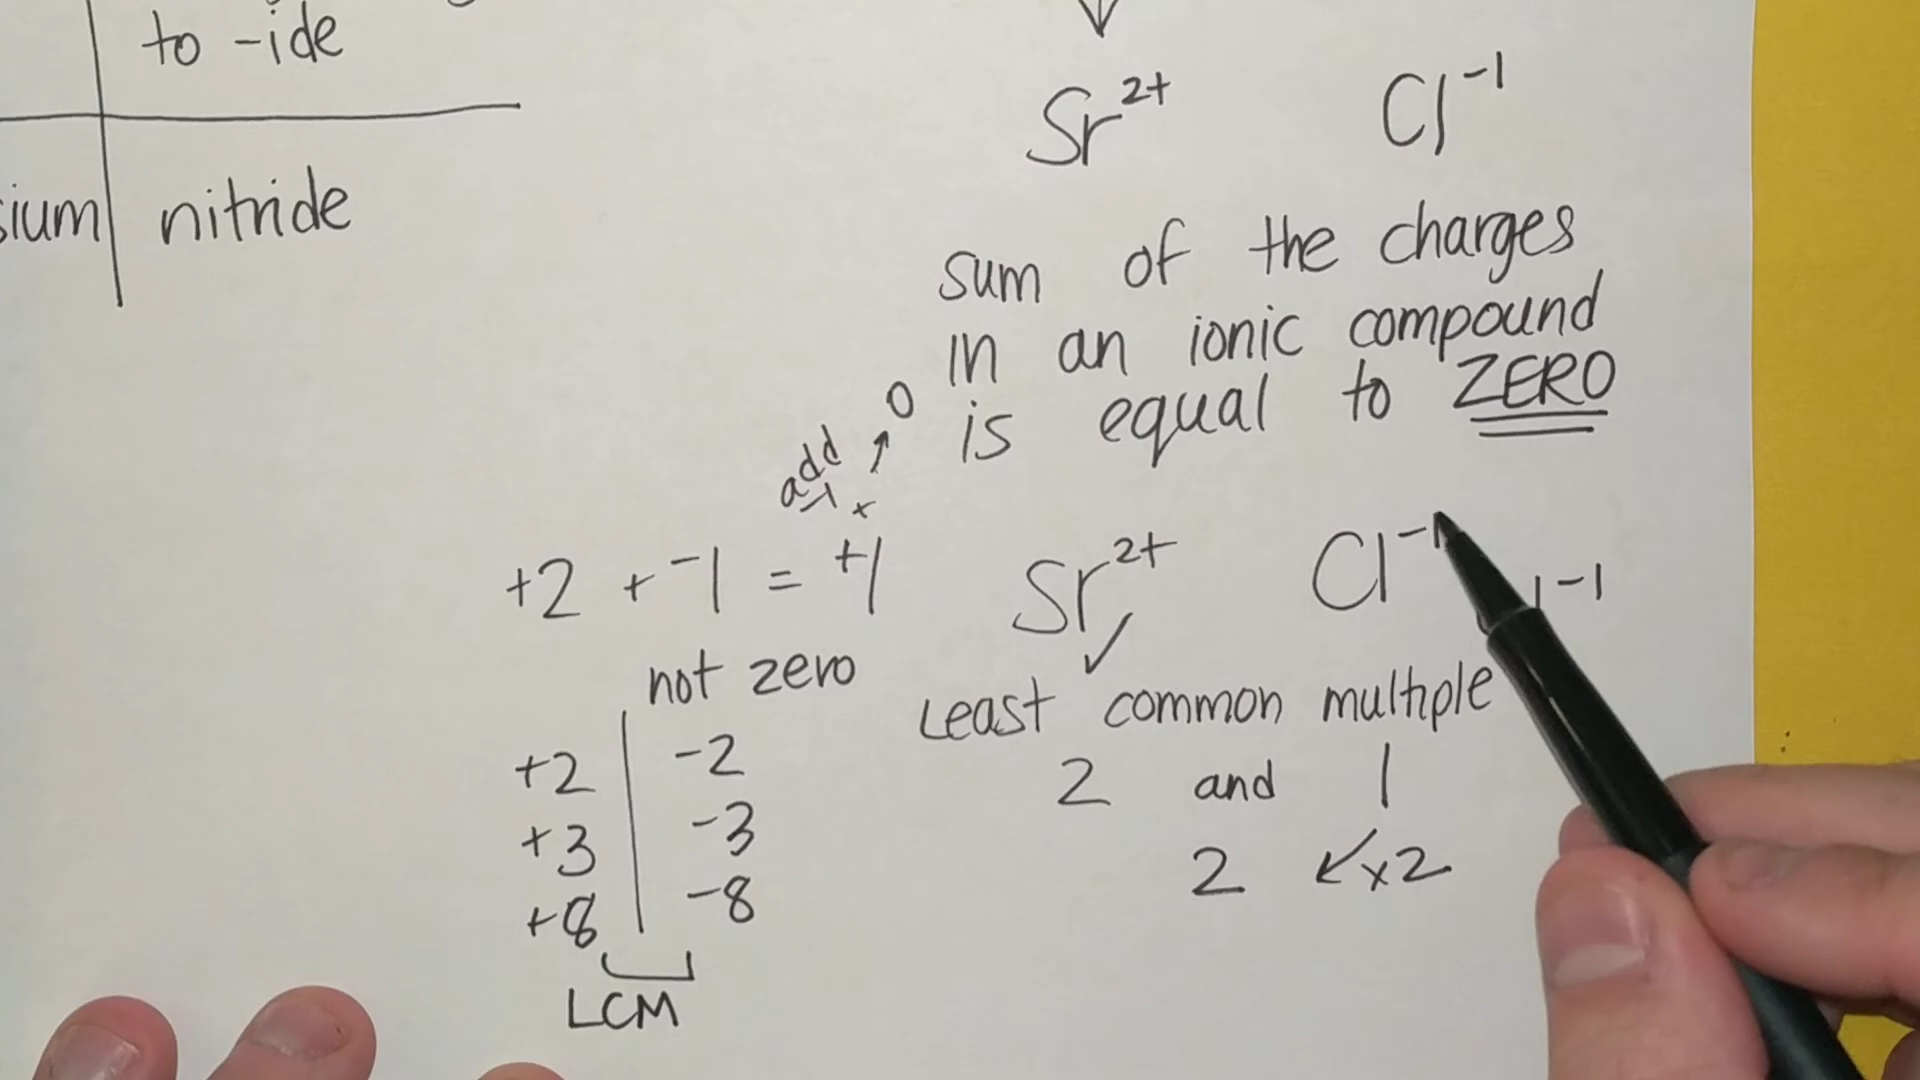 to -ide
sium | nitride
Sr²⁺ Cl⁻¹
sum of the charges
in an ionic compound
is equal to ZERO
add -1 0
+2 + -1 = +1
not zero
Sr²⁺ Cl⁻¹ l⁻¹
Least common multiple
2 and 1
2 x2
+2 | -2
+3 | -3
+8 | -8
LCM